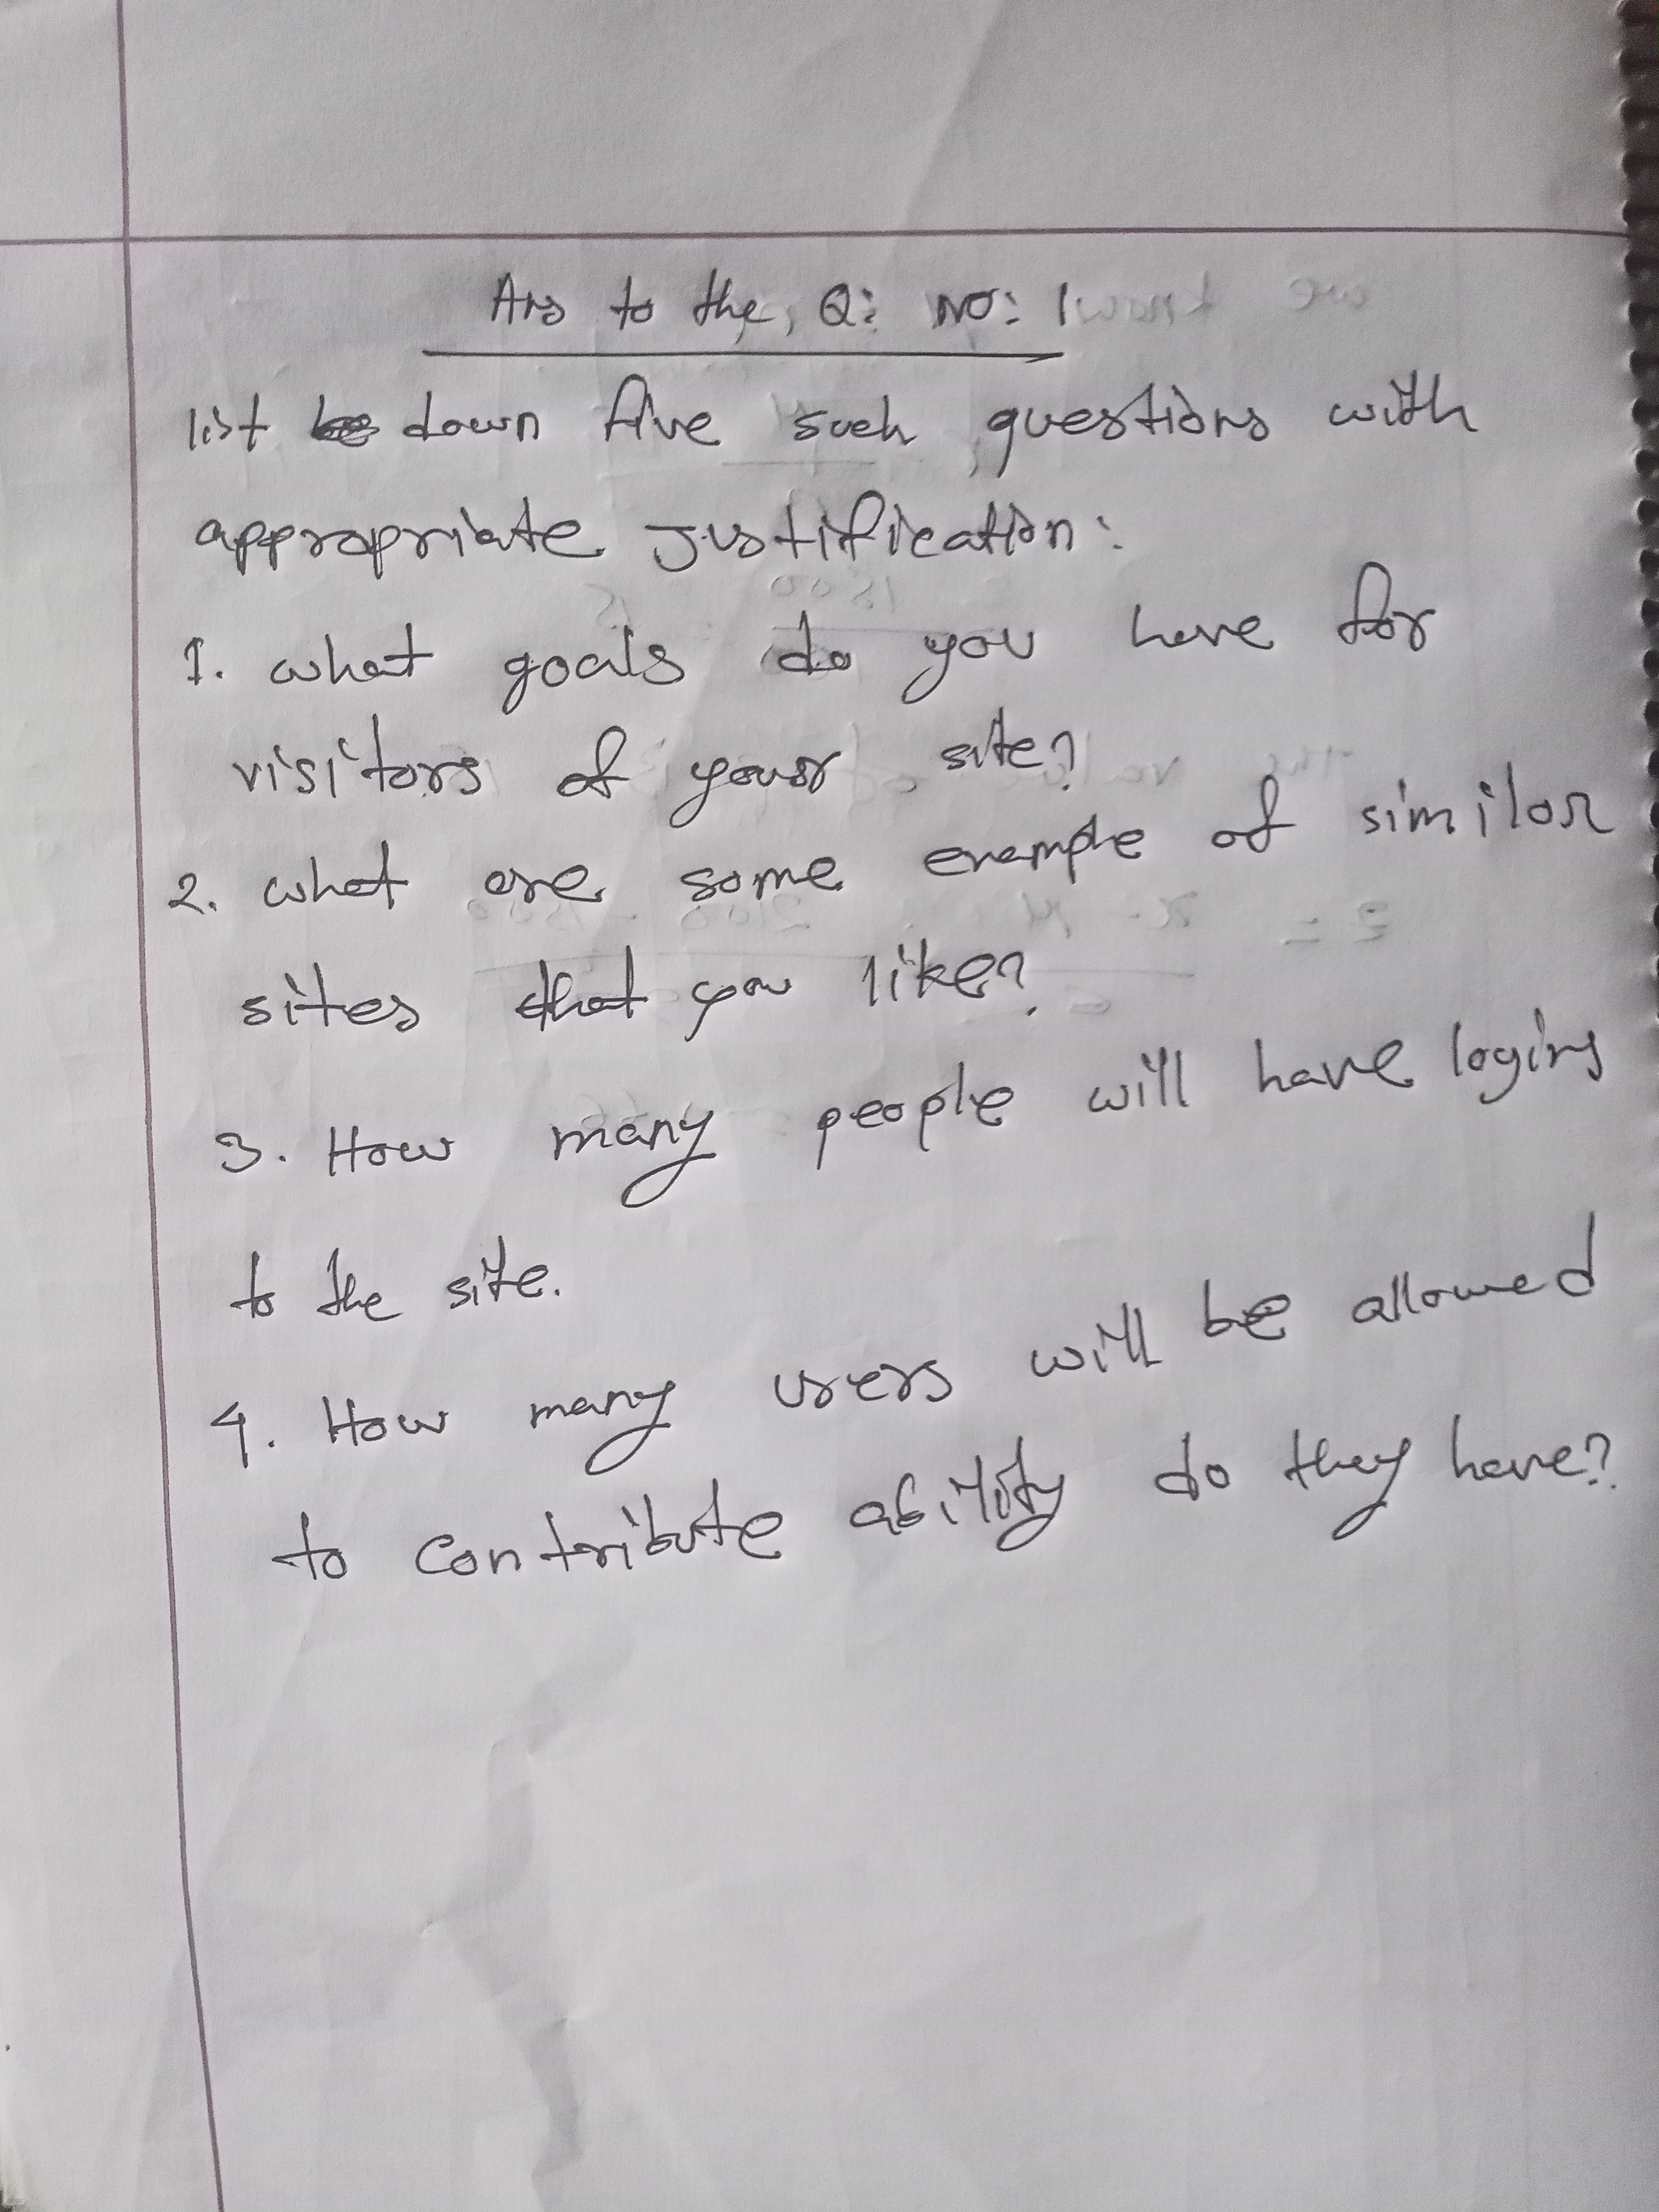 Ans to the, Q: NO: 1
list down five such questions with
appropriate Justification:
1. what goals do you have for
visitors of your site?
2. what are some example of similar
sites that you like?
3. How many people will have logins
to the site.
4. How many users will be allowed
to contribute ability do they have?